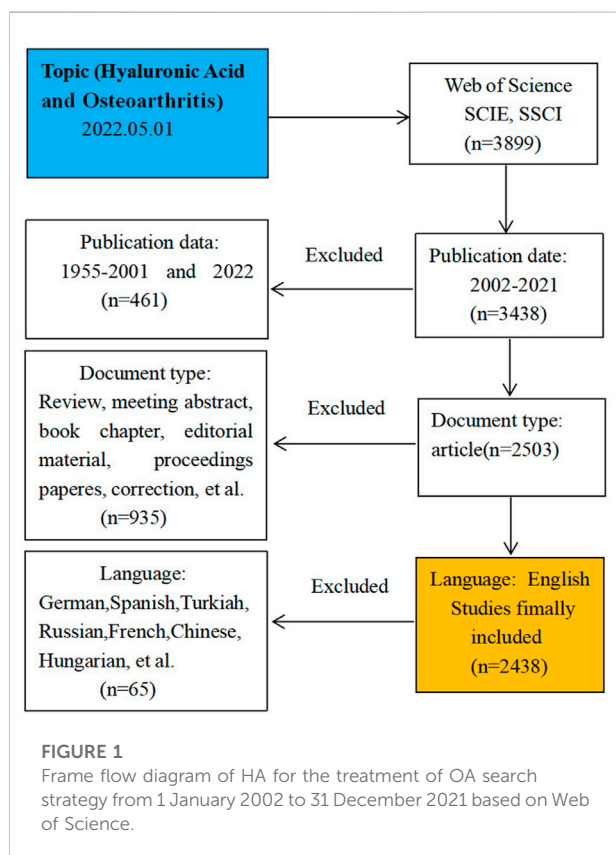 Topic (Hyaluronic Acid
and Osteoarthritis)
2022.05.01
Web of Science
SCIE, SSCI
(n=3899)
Publication data:
1955-2001 and 2022
(n=461)
Excluded
Publication date:
2002-2021
(n=3438)
Document type:
Review, meeting abstract,
book chapter, editorial
material, proceedings
paperes, correction, et al.
(n=935)
Excluded
Document type:
article(n=2503)
Language:
German,Spanish,Turkiah,
Russian,French,Chinese,
Hungarian, et al.
(n=65)
Excluded
Language: English
Studies fimally
included
(n=2438)
FIGURE 1
Frame flow diagram of HA for the treatment of OA search
strategy from 1 January 2002 to 31 December 2021 based on Web
of Science.